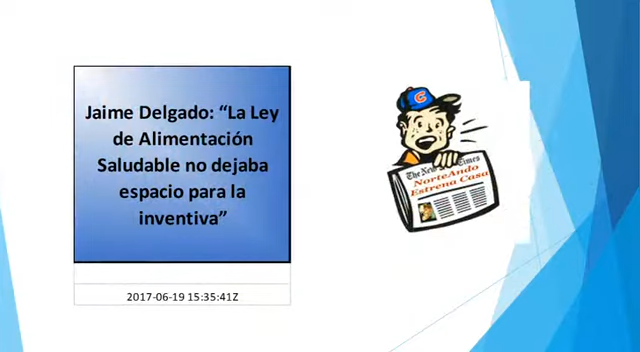 Jaime Delgado: “La Ley
de Alimentación
Saludable no dejaba
espacio para la
inventiva”
2017-06-19 15:35:41Z
C
The New Times
NorteAndo
Estrena Casa